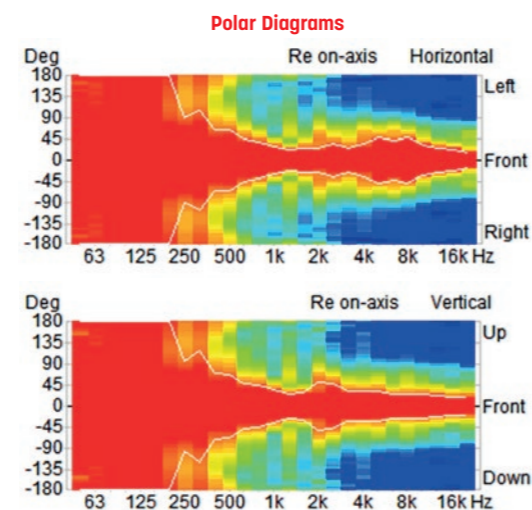 Polar Diagrams
Deg Re on-axis Horizontal
180 Left
135
90
45
0 Front
-45
-90
-135
-180 Right
63 125 250 500 1k 2k 4k 8k 16k Hz
Deg Re on-axis Vertical
180 Up
135
90
45
0 Front
-45
-90
-135
-180 Down
63 125 250 500 1k 2k 4k 8k 16k Hz